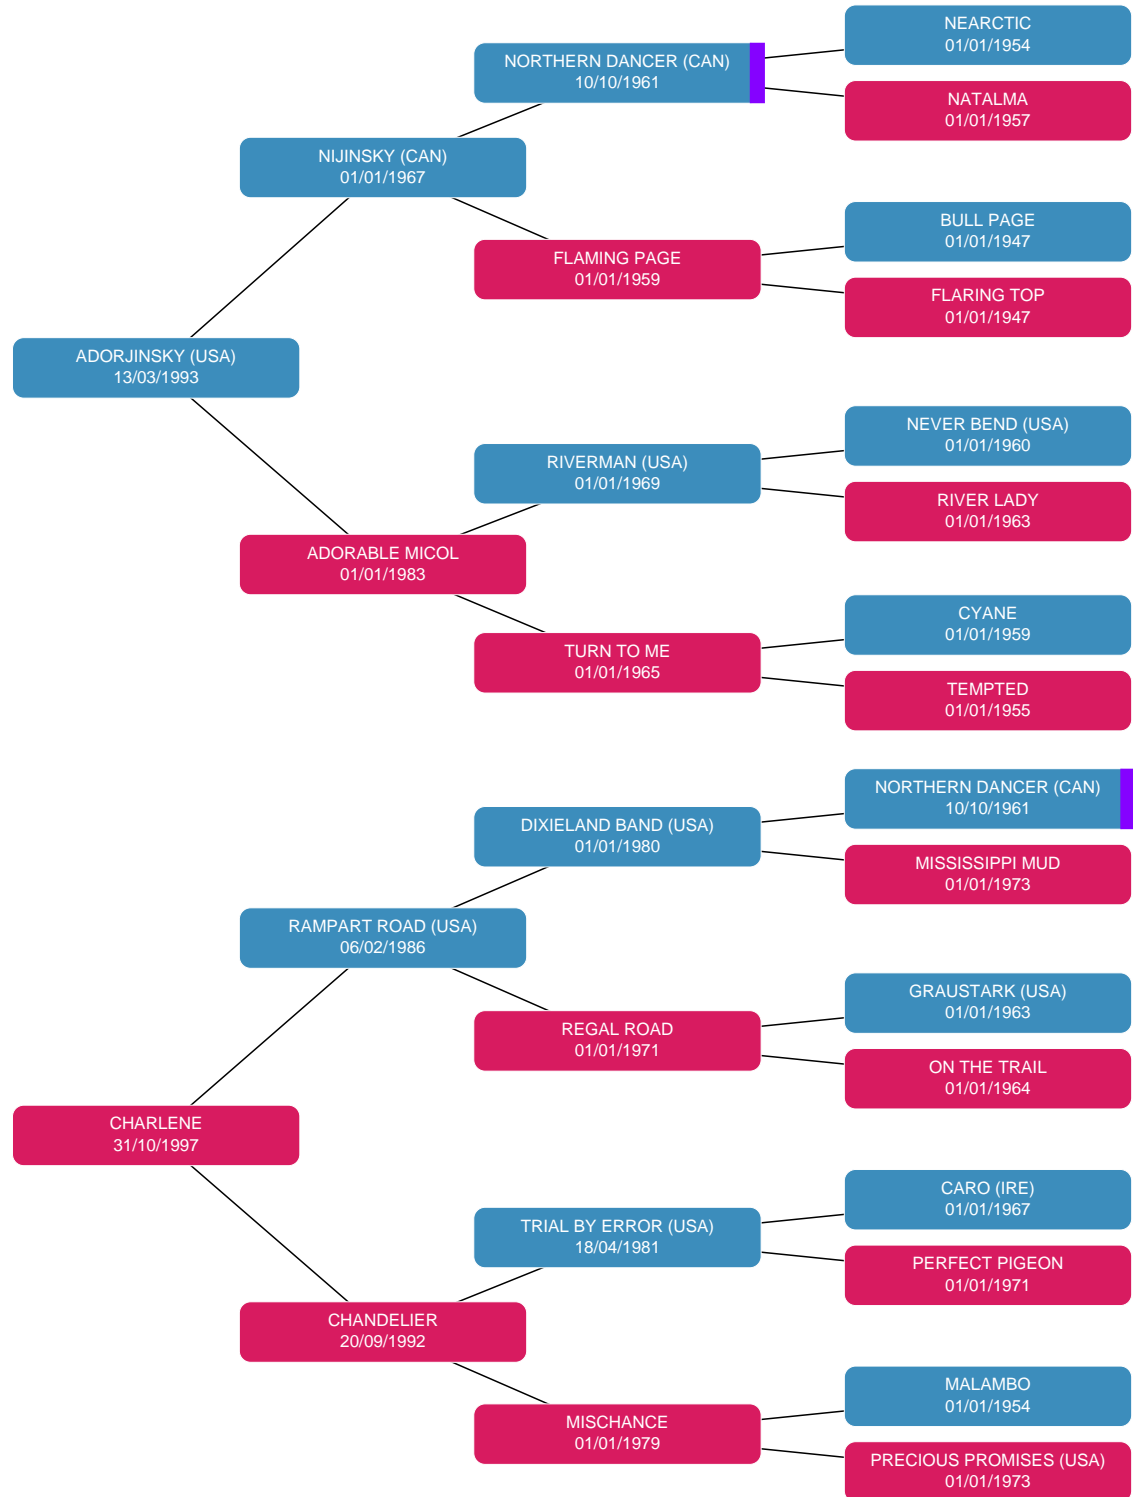 NEARCTIC
01/01/1954
NORTHERN DANCER (CAN)
10/10/1961
NATALMA
01/01/1957
NIJINSKY (CAN)
01/01/1967
BULL PAGE
01/01/1947
FLAMING PAGE
01/01/1959
FLARING TOP
01/01/1947
ADORJINSKY (USA)
13/03/1993
NEVER BEND (USA)
01/01/1960
RIVERMAN (USA)
01/01/1969
RIVER LADY
01/01/1963
ADORABLE MICOL
01/01/1983
CYANE
01/01/1959
TURN TO ME
01/01/1965
TEMPTED
01/01/1955
NORTHERN DANCER (CAN)
10/10/1961
DIXIELAND BAND (USA)
01/01/1980
MISSISSIPPI MUD
01/01/1973
RAMPART ROAD (USA)
06/02/1986
GRAUSTARK (USA)
01/01/1963
REGAL ROAD
01/01/1971
ON THE TRAIL
01/01/1964
CHARLENE
31/10/1997
CARO (IRE)
01/01/1967
TRIAL BY ERROR (USA)
18/04/1981
PERFECT PIGEON
01/01/1971
CHANDELIER
20/09/1992
MALAMBO
01/01/1954
MISCHANCE
01/01/1979
PRECIOUS PROMISES (USA)
01/01/1973